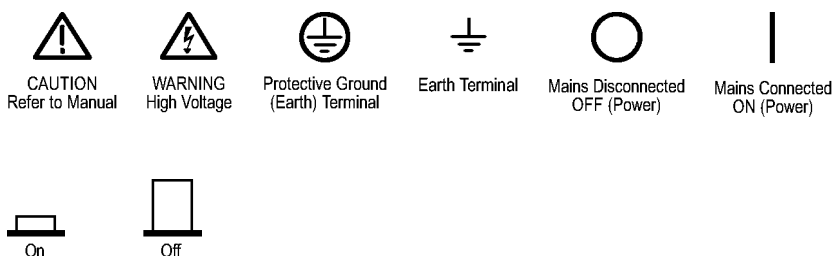 CAUTION
Refer to Manual
WARNING
High Voltage
Protective Ground
(Earth) Terminal
Earth Terminal
Mains Disconnected
OFF (Power)
Mains Connected
ON (Power)
On
Off